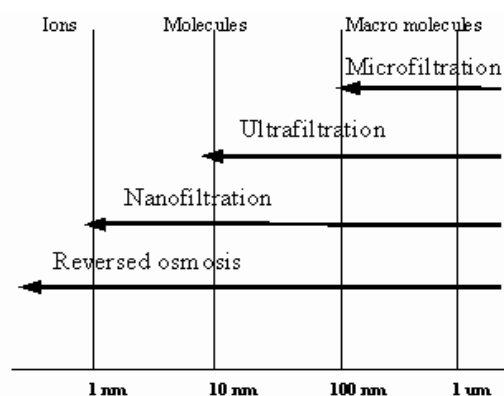 Ions Molecules Macro molecules
Microfiltration
Ultrafiltration
Nanofiltration
Reversed osmosis
1 nm 10 nm 100 nm 1 um